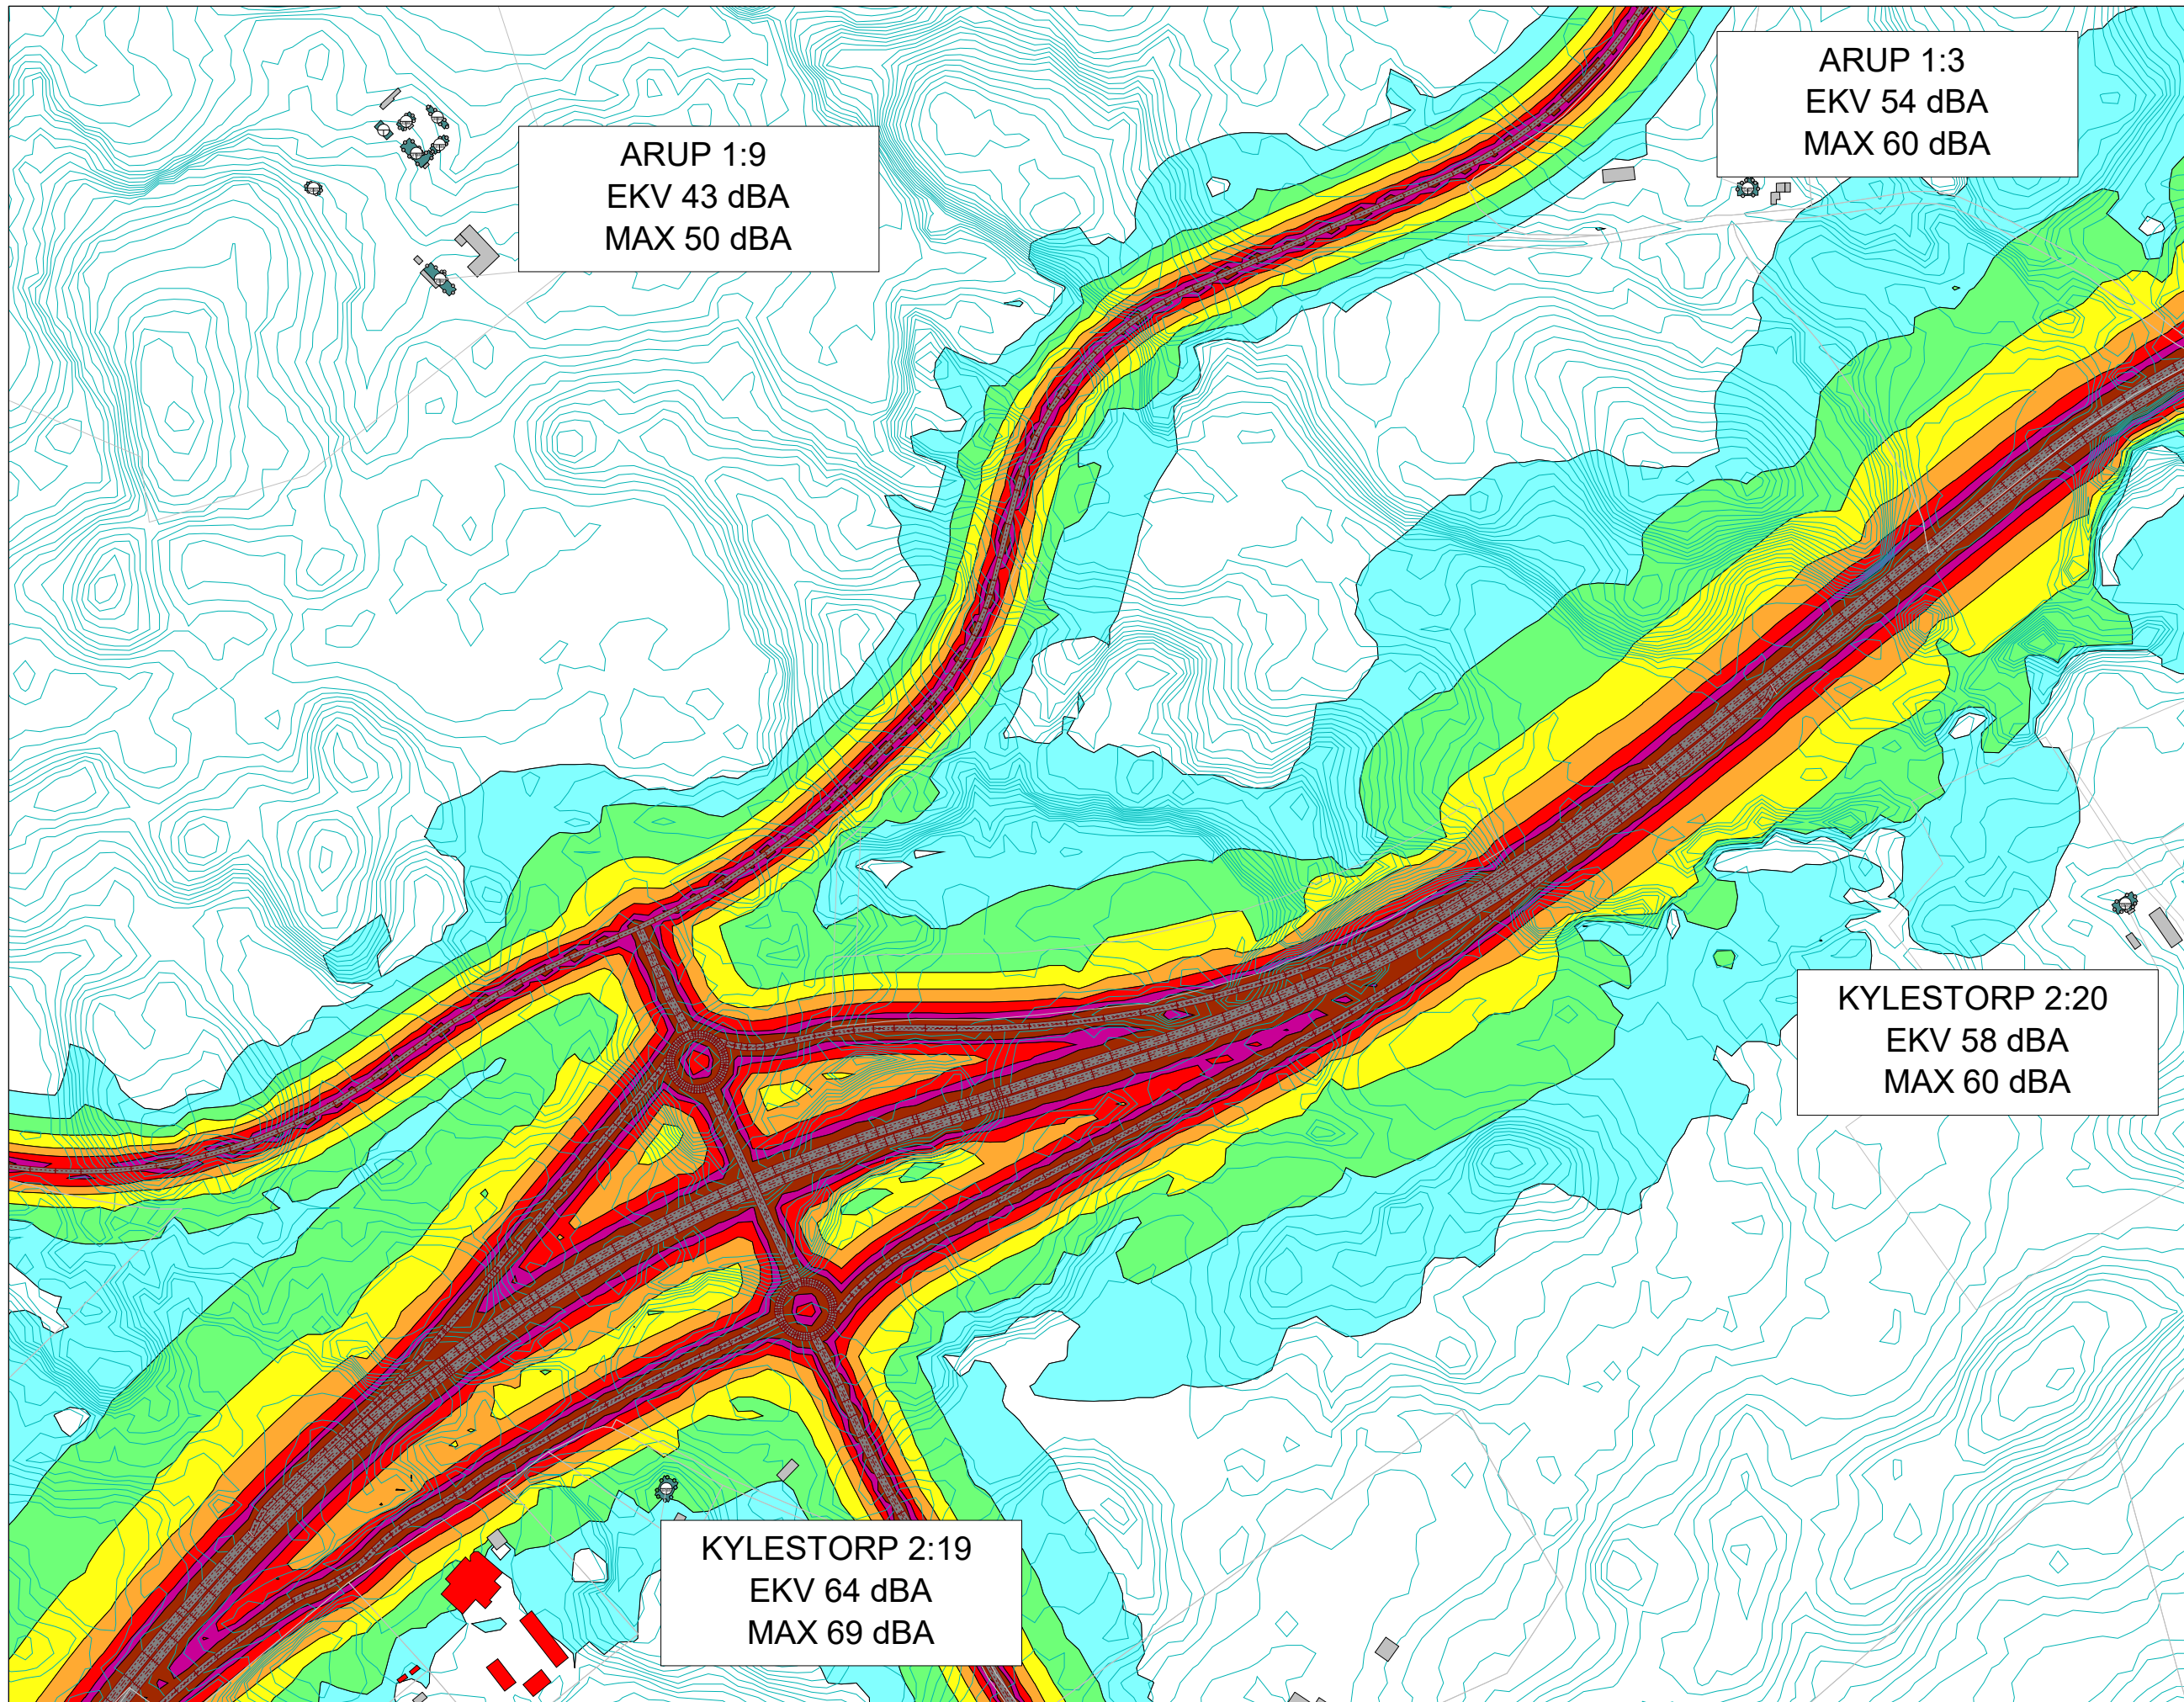 ARUP 1:9
EKV 43 dBA
MAX 50 dBA
ARUP 1:3
EKV 54 dBA
MAX 60 dBA
KYLESTORP 2:20
EKV 58 dBA
MAX 60 dBA
KYLESTORP 2:19
EKV 64 dBA
MAX 69 dBA